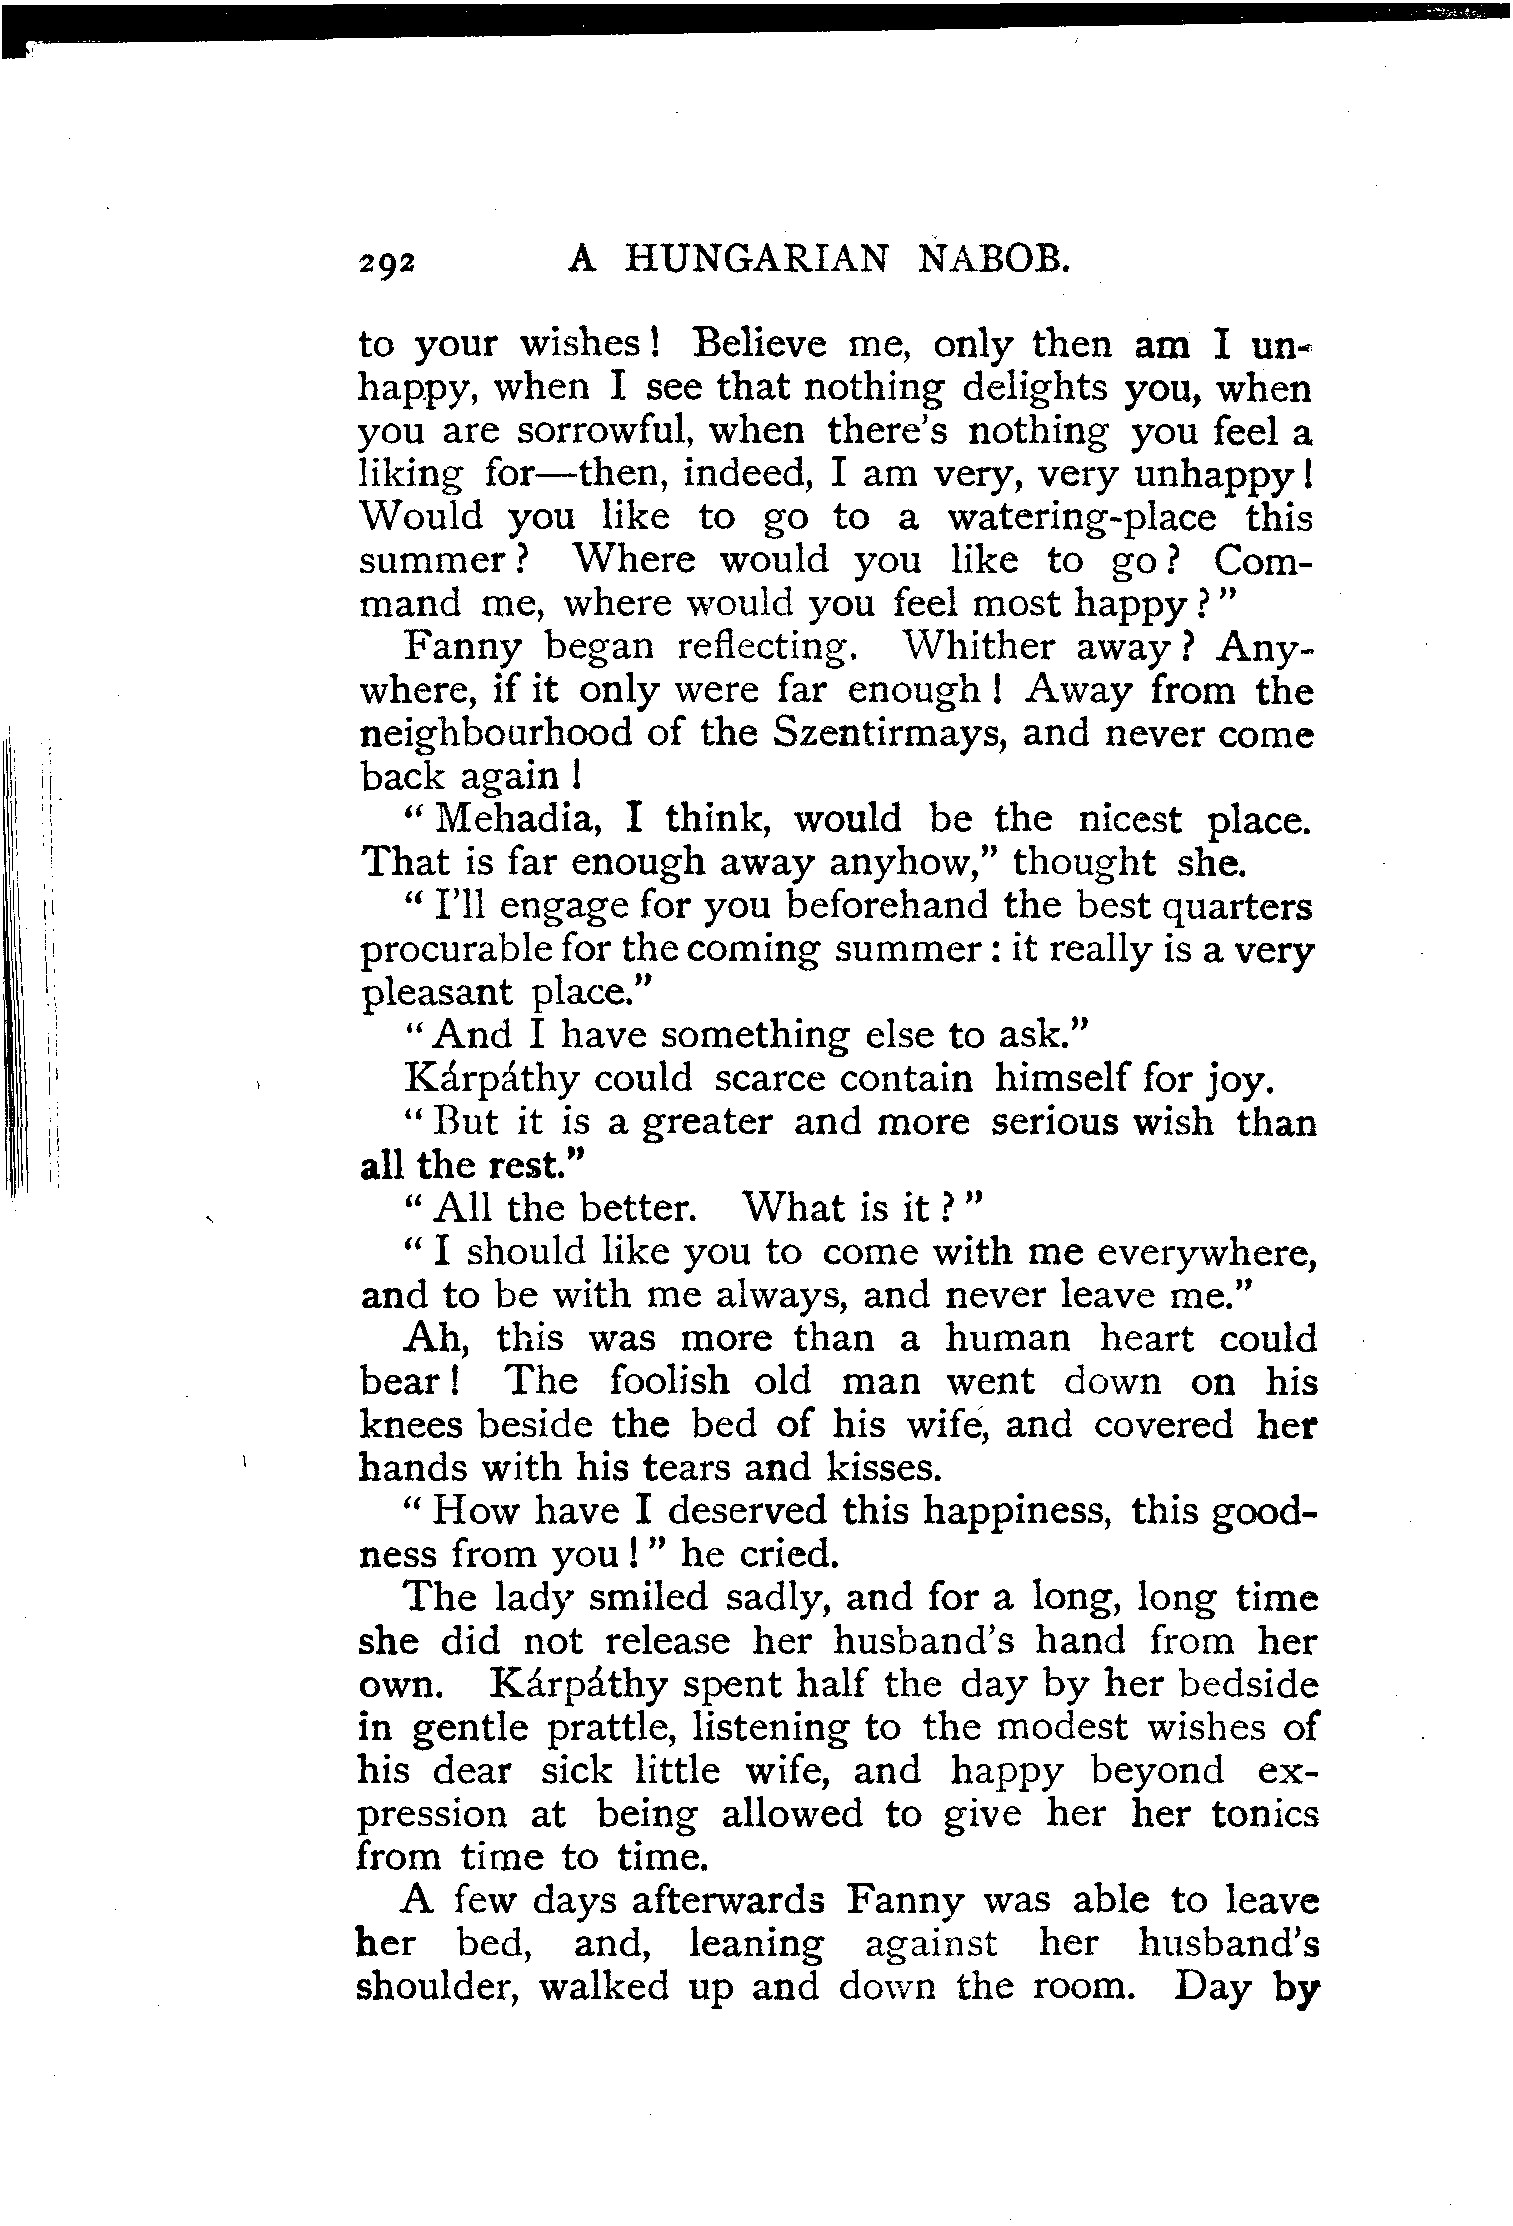 292 A HUNGARIAN NABOB.
to your wishes! Believe me, only then am I un-
happy, when I see that nothing delights you, when
you are sorrowful, when there's nothing you feel a
liking for—then, indeed, I am very, very unhappy!
Would you like to go to a watering-place this
summer? Where would you like to go? Com-
mand me, where would you feel most happy?"
Fanny began reflecting. Whither away? Any-
where, if it only were far enough! Away from the
neighbourhood of the Szentirmays, and never come
back again!
"Mehadia, I think, would be the nicest place.
That is far enough away anyhow," thought she.
"I'll engage for you beforehand the best quarters
procurable for the coming summer: it really is a very
pleasant place."
"And I have something else to ask."
Kárpáthy could scarce contain himself for joy.
"But it is a greater and more serious wish than
all the rest."
"All the better. What is it?"
"I should like you to come with me everywhere,
and to be with me always, and never leave me."
Ah, this was more than a human heart could
bear! The foolish old man went down on his
knees beside the bed of his wife, and covered her
hands with his tears and kisses.
"How have I deserved this happiness, this good-
ness from you!" he cried.
The lady smiled sadly, and for a long, long time
she did not release her husband's hand from her
own. Kárpáthy spent half the day by her bedside
in gentle prattle, listening to the modest wishes of
his dear sick little wife, and happy beyond ex-
pression at being allowed to give her her tonics
from time to time.
A few days afterwards Fanny was able to leave
her bed, and, leaning against her husband's
shoulder, walked up and down the room. Day by